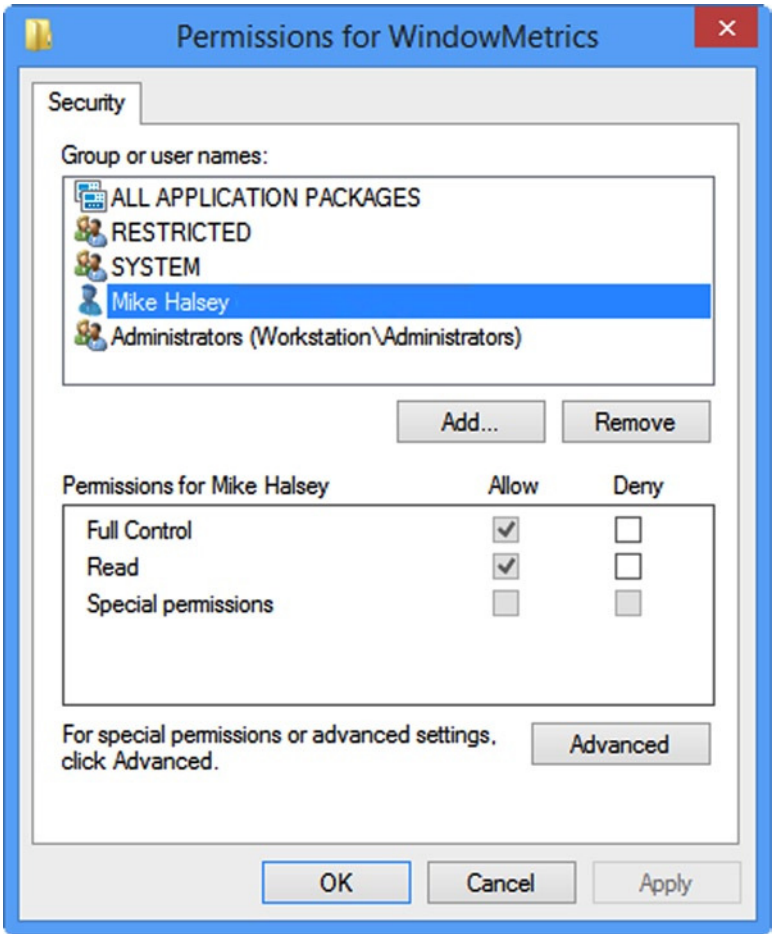 Permissions for WindowMetrics
Security
Group or user names:
ALL APPLICATION PACKAGES
RESTRICTED
SYSTEM
Mike Halsey
Administrators (Workstation\Administrators)
Add... Remove
Permissions for Mike Halsey Allow Deny
Full Control
Read
Special permissions
For special permissions or advanced settings,
click Advanced.
Advanced
OK Cancel Apply